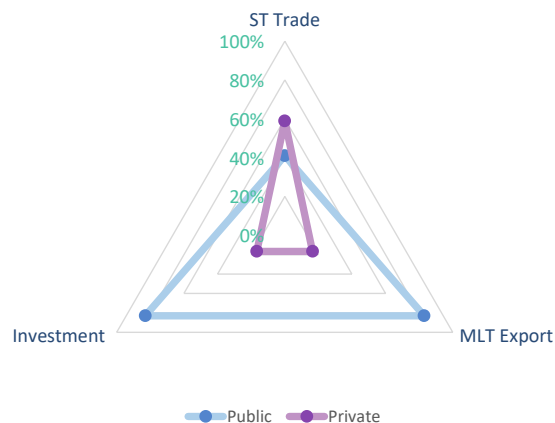 ST Trade
100%
80%
60%
40%
20%
0%
Investment
MLT Export
Public
Private